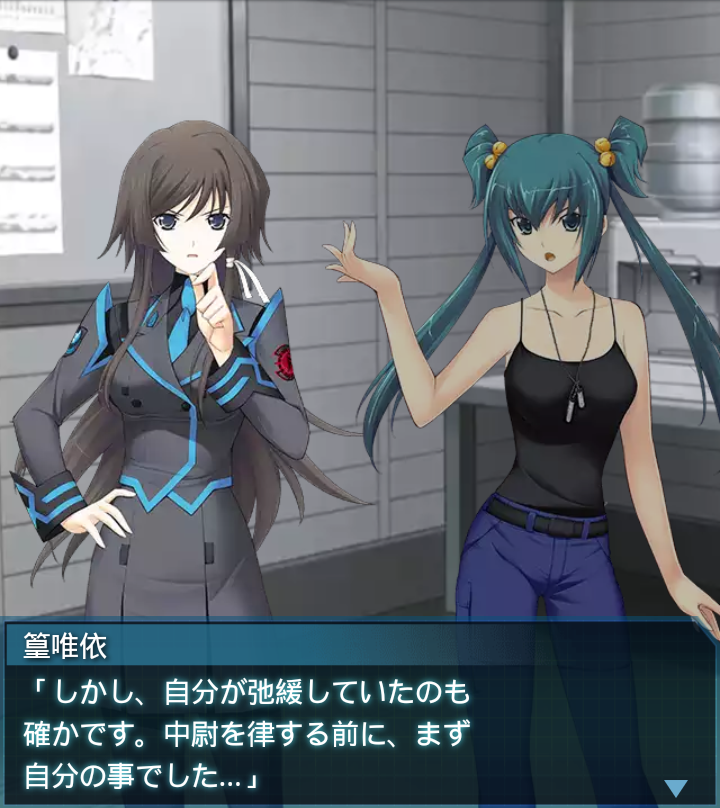 篁唯依
「しかし、自分が弛緩していたのも
確かです。中尉を律する前に、まず
自分の事でした…」